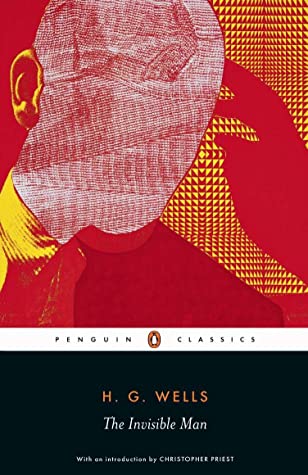 PENGUIN CLASSICS
H. G. WELLS
The Invisible Man
With an introduction by CHRISTOPHER PRIEST